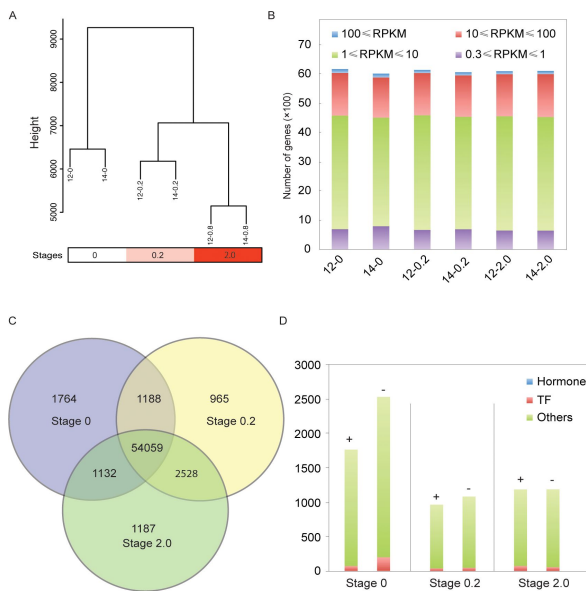 A
Height
9000
8000
7000
6000
5000
12-0
14-0
12-0.2
14-0.2
12-0.8
14-0.8
Stages
0
0.2
2.0
B
100≤RPKM
10≤RPKM≤100
1≤RPKM≤10
0.3≤RPKM≤1
Number of genes (×100)
70
60
50
40
30
20
10
0
12-0
14-0
12-0.2
14-0.2
12-2.0
14-2.0
C
1764
Stage 0
1188
965
Stage 0.2
54059
1132
2528
1187
Stage 2.0
D
3000
2500
2000
1500
1000
500
0
Hormone
TF
Others
+
-
+
-
+
-
Stage 0
Stage 0.2
Stage 2.0